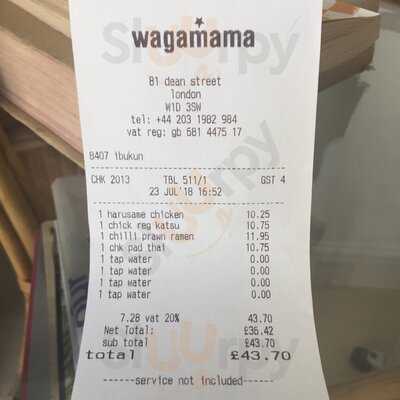 wagamama
81 dean street
london
W1D 3SW
tel: +44 203 1982 984
vat reg: gb 681 4475 17
8407 ibukun
CHK 2013 TBL 511/1 GST 4
23 JUL'18 16:52
1 harusame chicken 10.25
1 chick reg katsu 10.75
1 chilli prawn ramen 11.95
1 chk pad thai 10.75
1 tap water 0.00
1 tap water 0.00
1 tap water 0.00
1 tap water 0.00
7.28 vat 20% 43.70
Net Total: £36.42
sub total £43.70
total £43.70
------service not included-----
Sluurpy
Sluurpy
Sluurpy